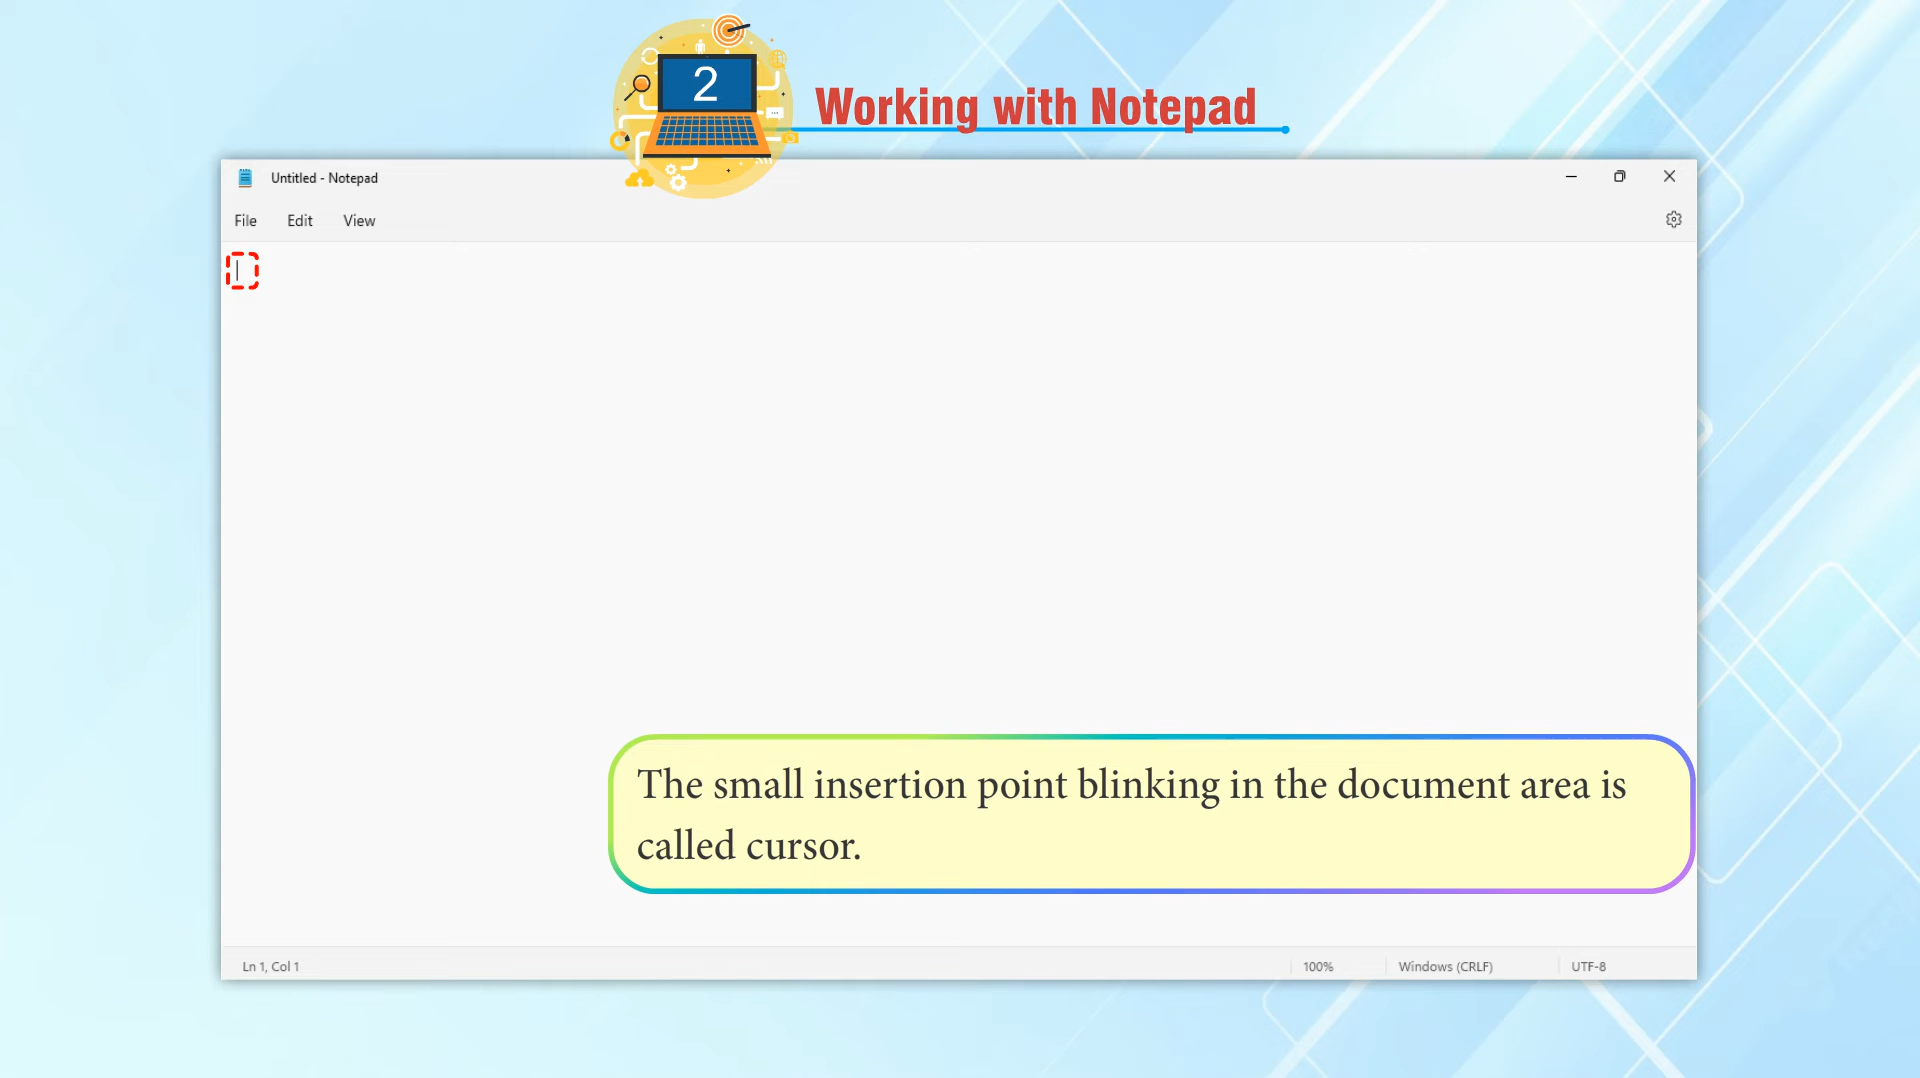 2
Working with Notepad
Untitled - Notepad
File Edit View
The small insertion point blinking in the document area is
called cursor.
Ln 1, Col 1 100% Windows (CRLF) UTF-8